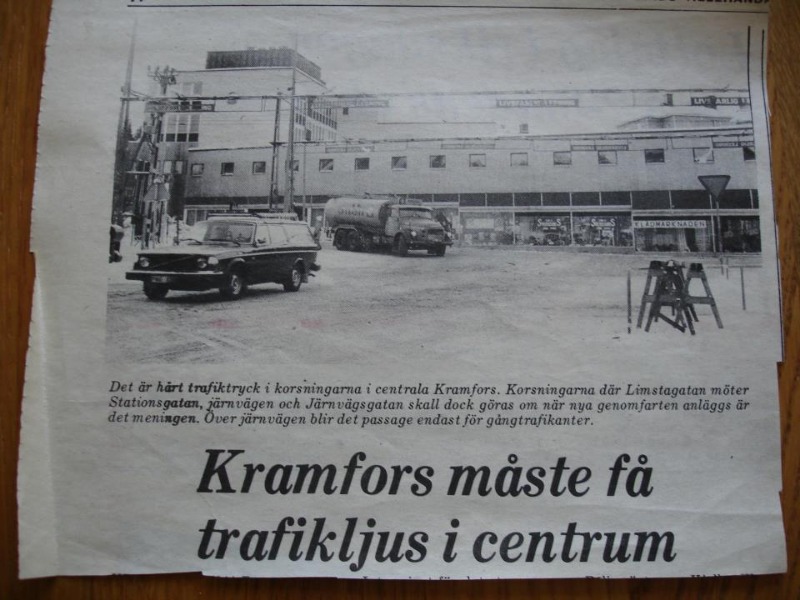 KLÄDMARKNADEN
Det är hårt trafiktryck i korsningarna i centrala Kramfors. Korsningarna där Limstagatan möter
Stationsgatan, järnvägen och Järnvägsgatan skall dock göras om när nya genomfarten anläggs är
det meningen. Över järnvägen blir det passage endast för gångtrafikanter.
Kramfors måste få
trafikljus i centrum